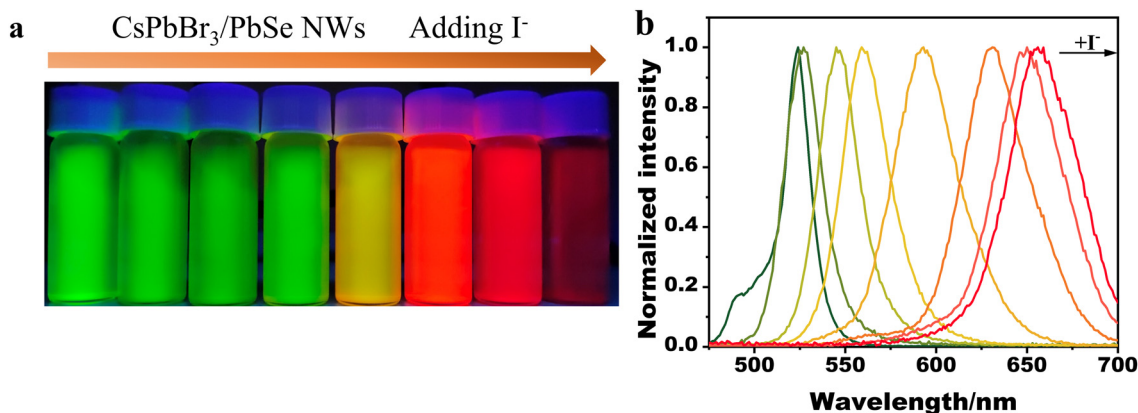 a
CsPbBr₃/PbSe NWs Adding I⁻
b
+I⁻
Normalized intensity
1.0
0.8
0.6
0.4
0.2
0.0
500 550 600 650 700
Wavelength/nm